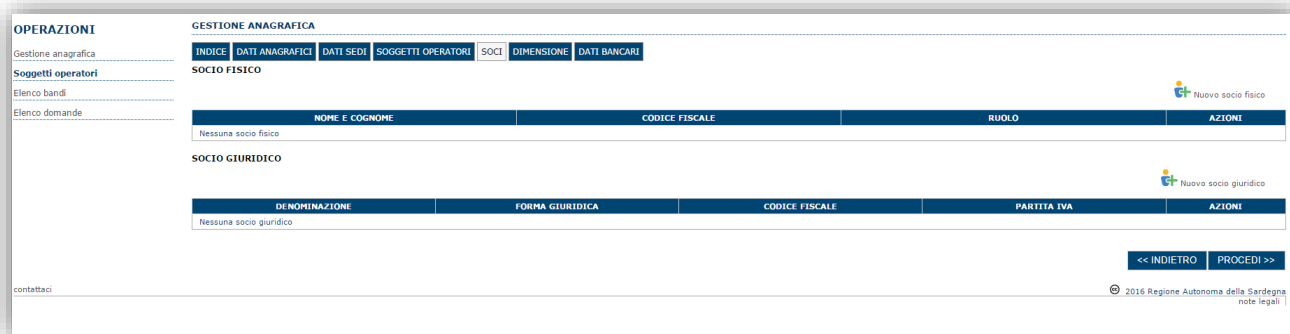 OPERAZIONI
Gestione anagrafica
Soggetti operatori
Elenco bandi
Elenco domande
GESTIONE ANAGRAFICA
INDICE DATI ANAGRAFICI DATI SEDI SOGGETTI OPERATORI SOCI DIMENSIONE DATI BANCARI
SOCIO FISICO
Nuovo socio fisico
NOME E COGNOME CODICE FISCALE RUOLO AZIONI
Nessuna socio fisico
SOCIO GIURIDICO
Nuovo socio giuridico
DENOMINAZIONE FORMA GIURIDICA CODICE FISCALE PARTITA IVA AZIONI
Nessuna socio giuridico
<< INDIETRO PROCEDI >>
contattaci
2016 Regione Autonoma della Sardegna
note legali